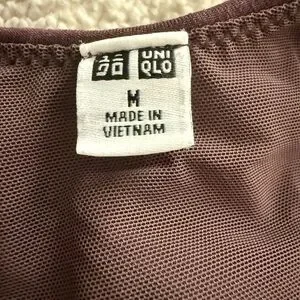 ユニ UNI
クロ QLO
M
MADE IN
VIETNAM